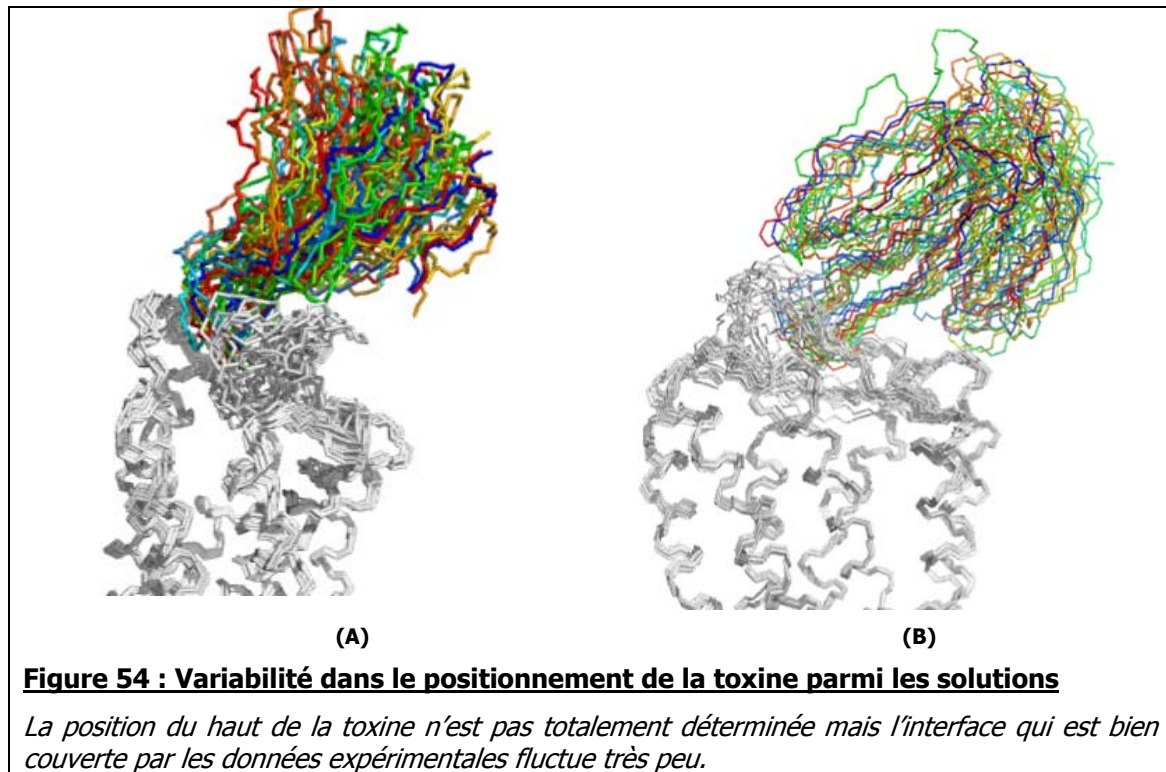 (A) (B)
Figure 54 : Variabilité dans le positionnement de la toxine parmi les solutions
La position du haut de la toxine n'est pas totalement déterminée mais l'interface qui est bien
couverte par les données expérimentales fluctue très peu.